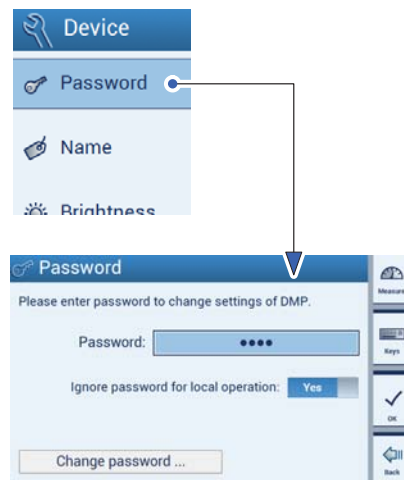 Device
Password
Name
Brightness
Password
Please enter password to change settings of DMP.
Password: ••••
Ignore password for local operation: Yes
Change password ...
Measure
Keys
OK
Back